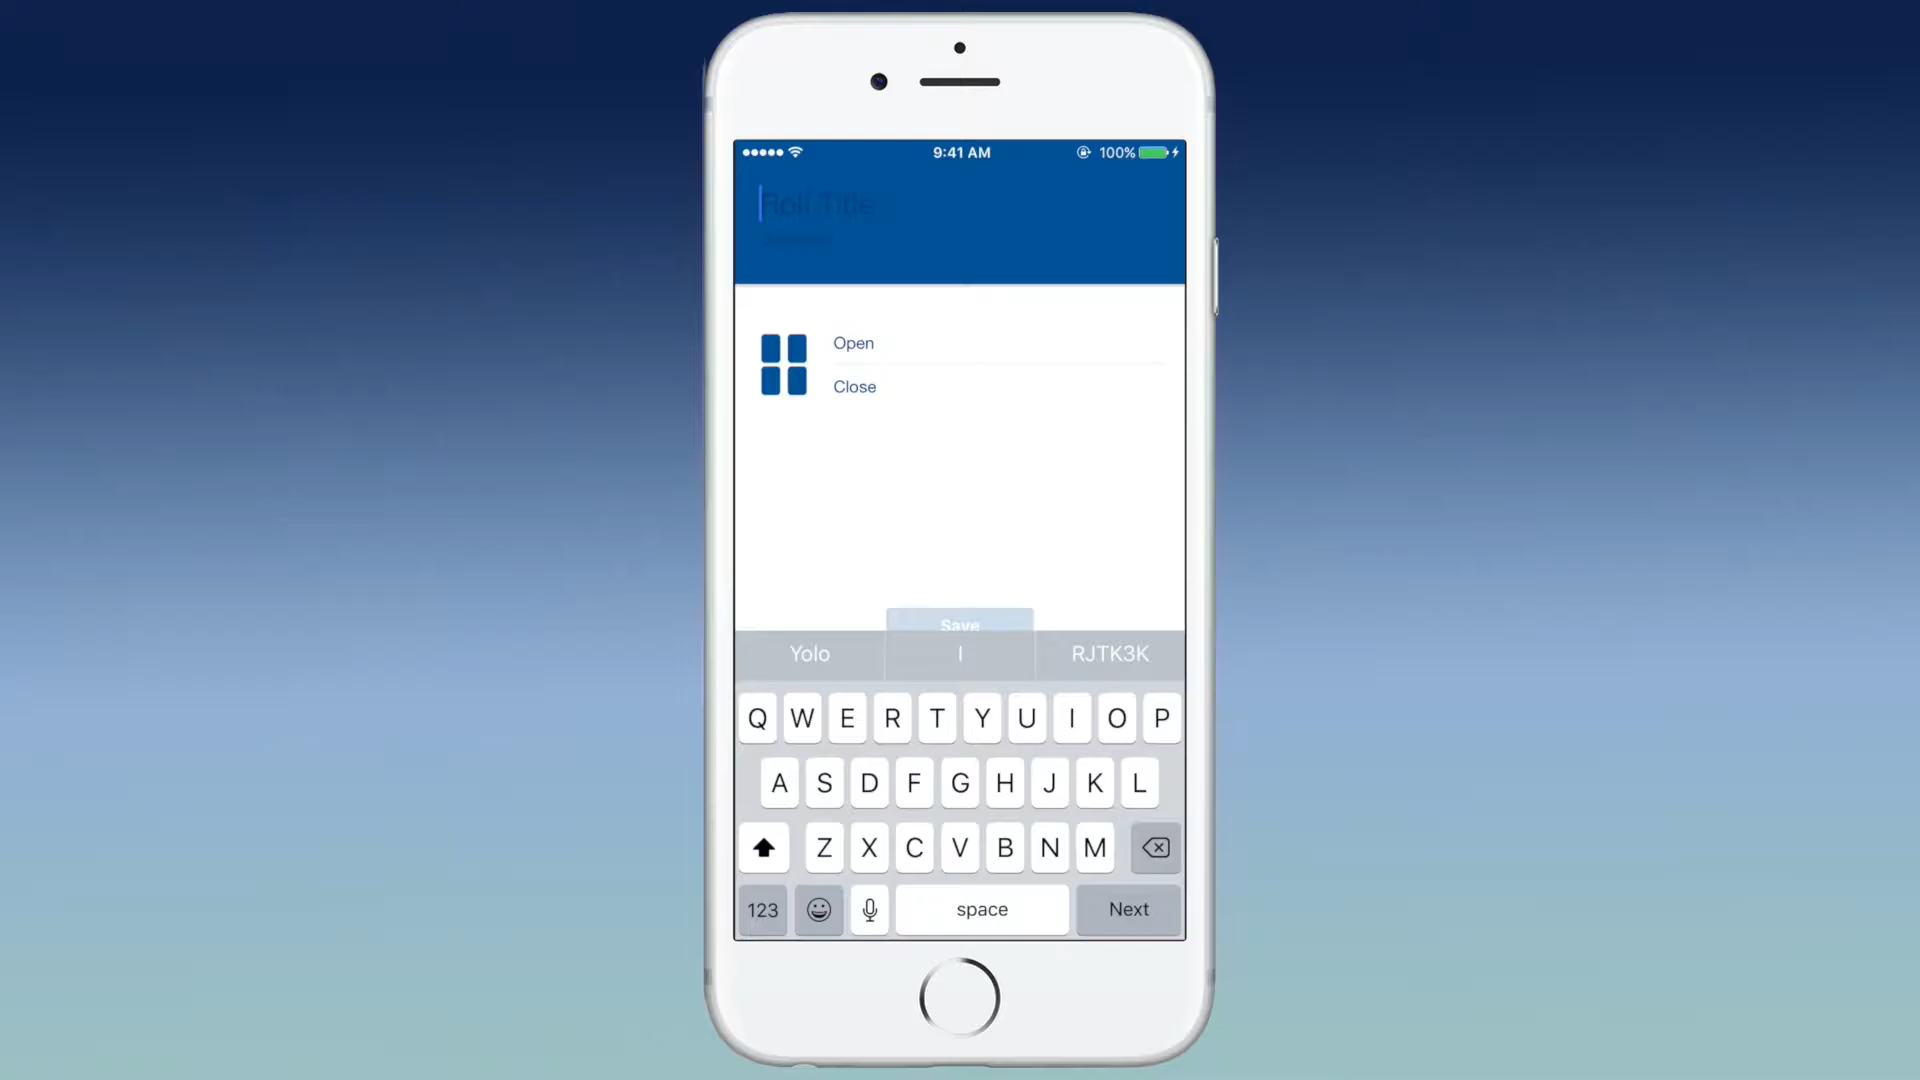 9:41 AM 100%
Roll Title
Open
Close
Save
Yolo I RJTK3K
Q W E R T Y U I O P
A S D F G H J K L
Z X C V B N M
123 space Next